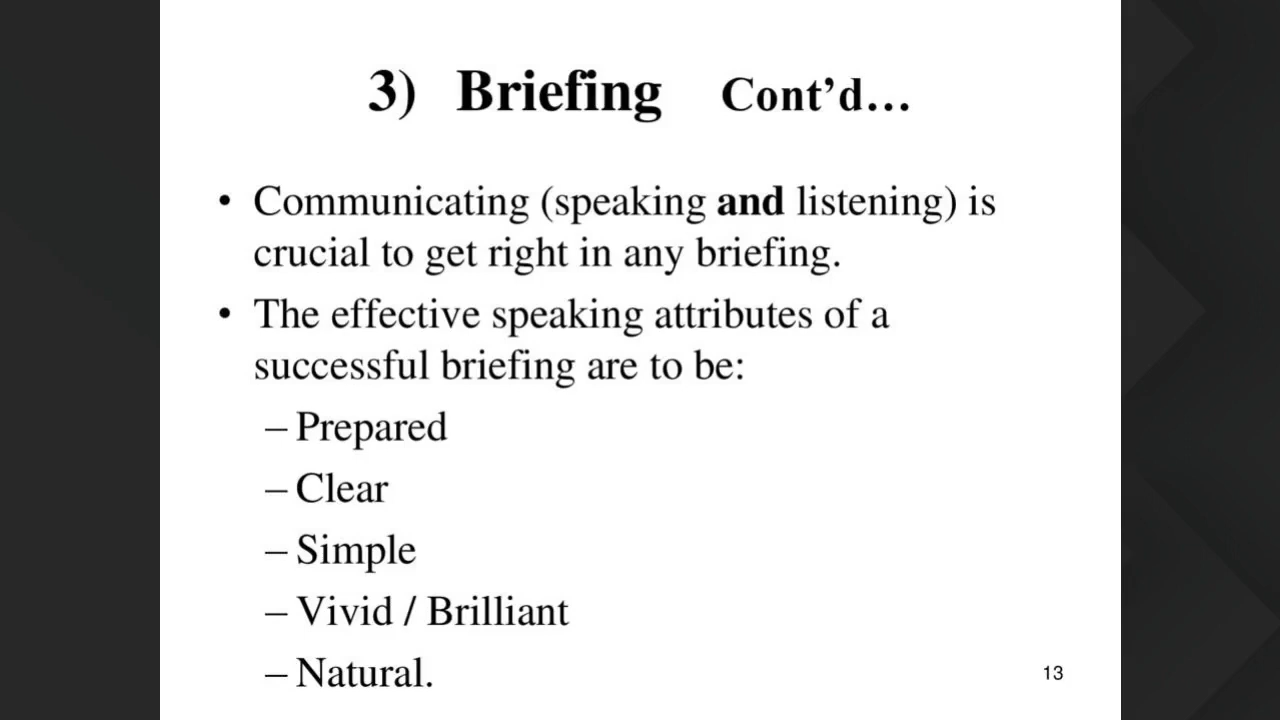 3) Briefing Cont’d…
• Communicating (speaking and listening) is
crucial to get right in any briefing.
• The effective speaking attributes of a
successful briefing are to be:
– Prepared
– Clear
– Simple
– Vivid / Brilliant
– Natural.
13